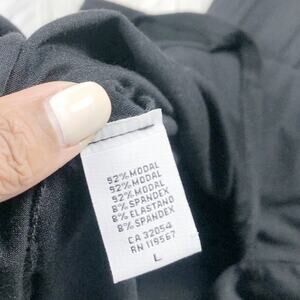 92% MODAL
92% MODAL
92% MODAL
8% SPANDEX
8% ELASTANO
8% SPANDEX
CA 32054
RN 119567
L